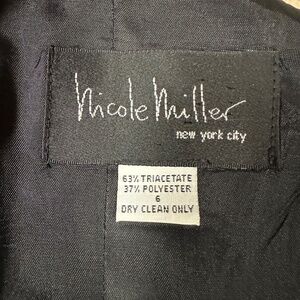 nicole miller
new york city
63% TRIACETATE
37% POLYESTER
6
DRY CLEAN ONLY